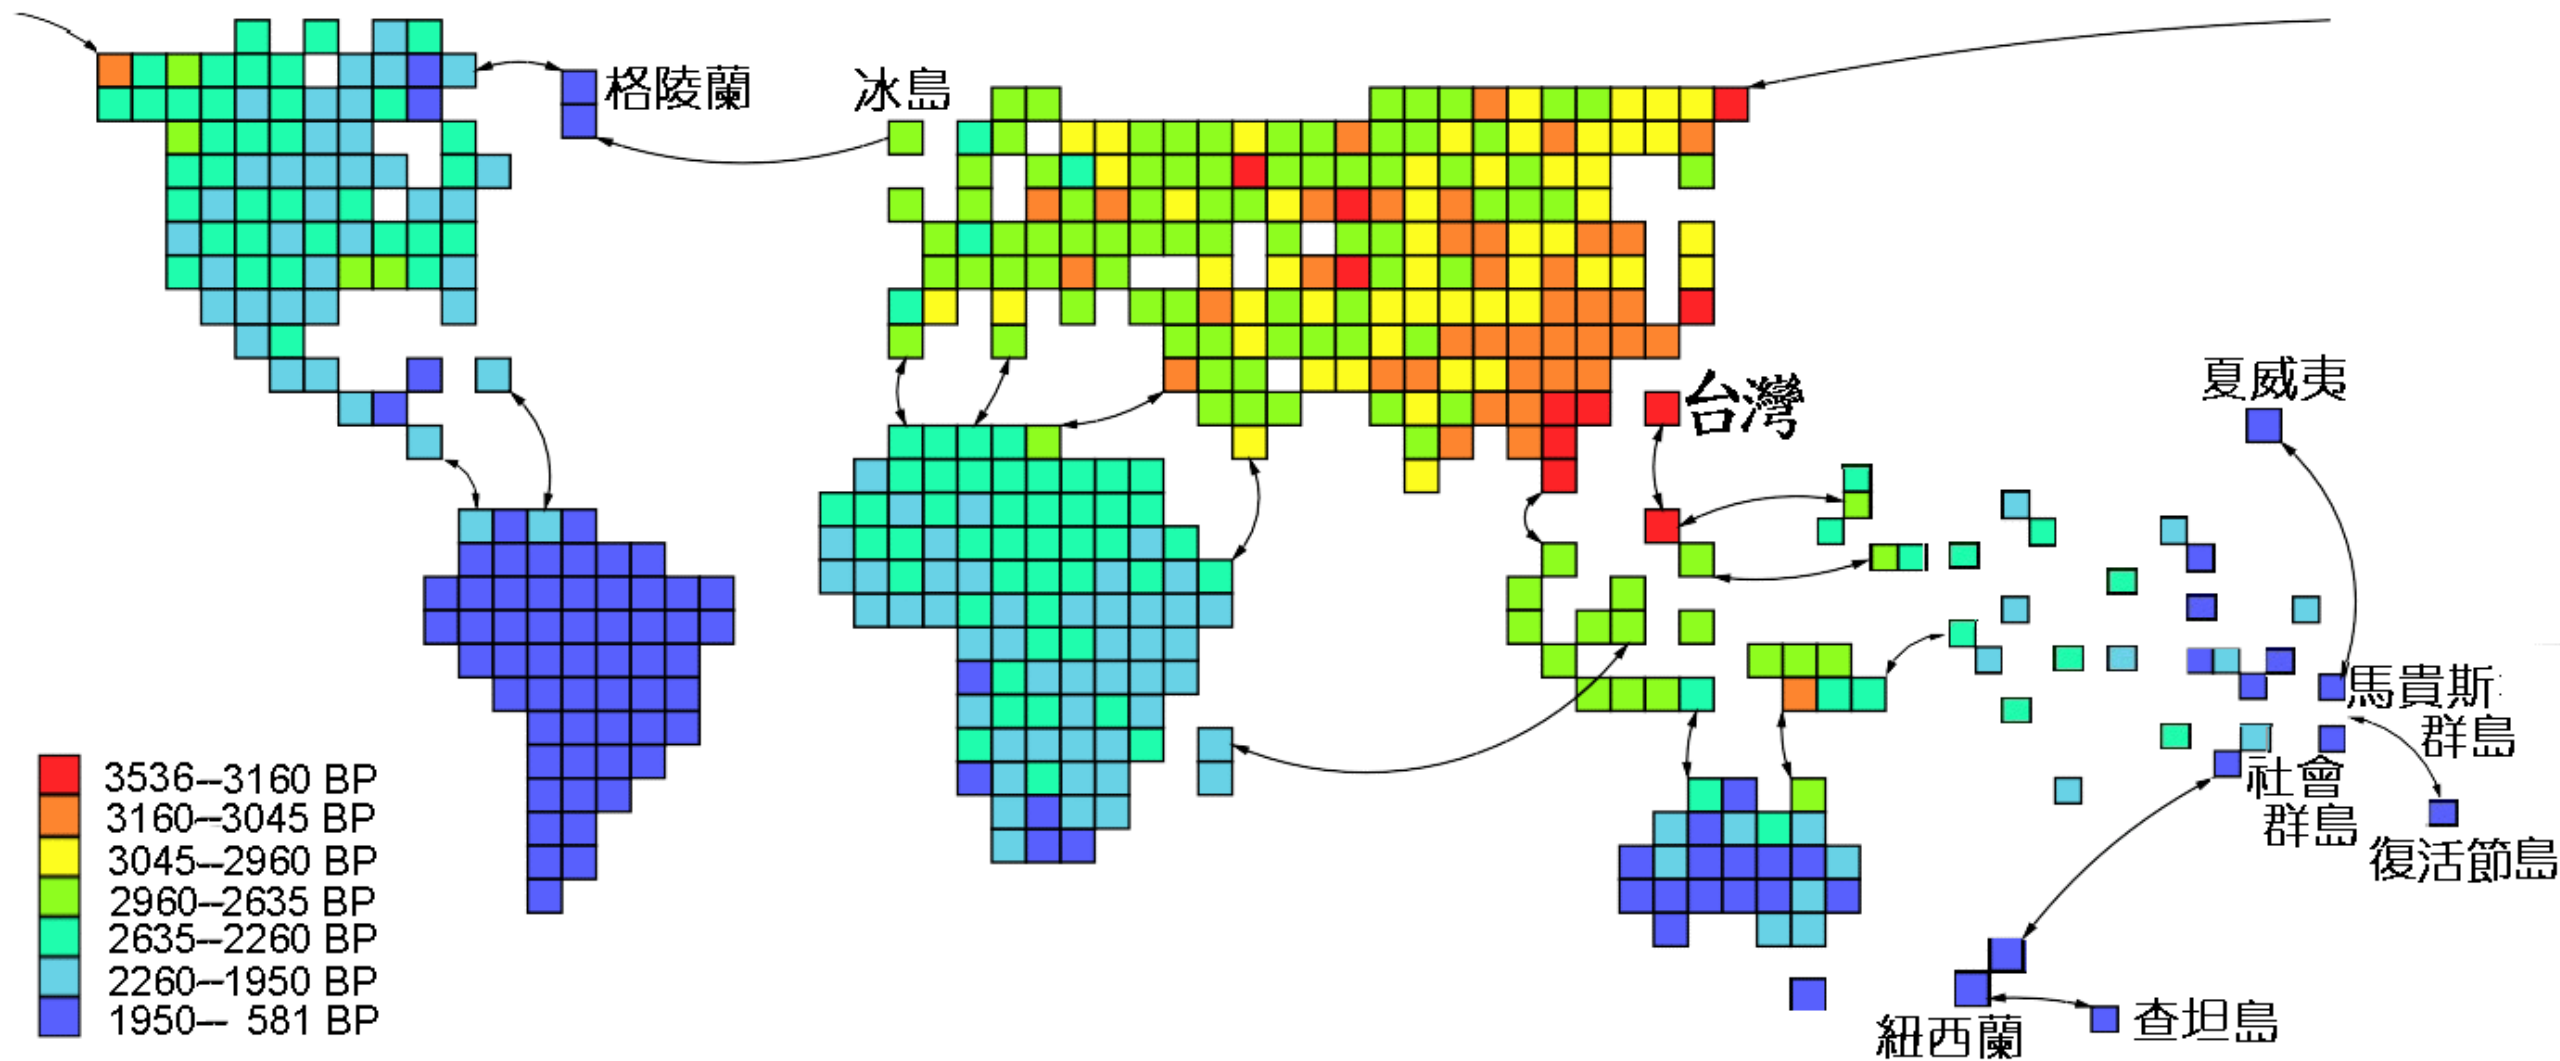 格陵蘭
冰島
台灣
夏威夷
馬貴斯
群島
社會
群島
復活節島
紐西蘭
查坦島
3536--3160 BP
3160--3045 BP
3045--2960 BP
2960--2635 BP
2635--2260 BP
2260--1950 BP
1950-- 581 BP